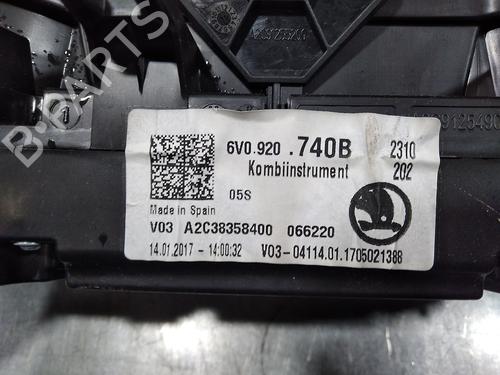 6V0.920 .740B 2310
Kombiinstrument 202
05S
Made in Spain
V03 A2C38358400 066220
14.01.2017 - 14:00:32 V03-04114.01.1705021388
B-PARTS